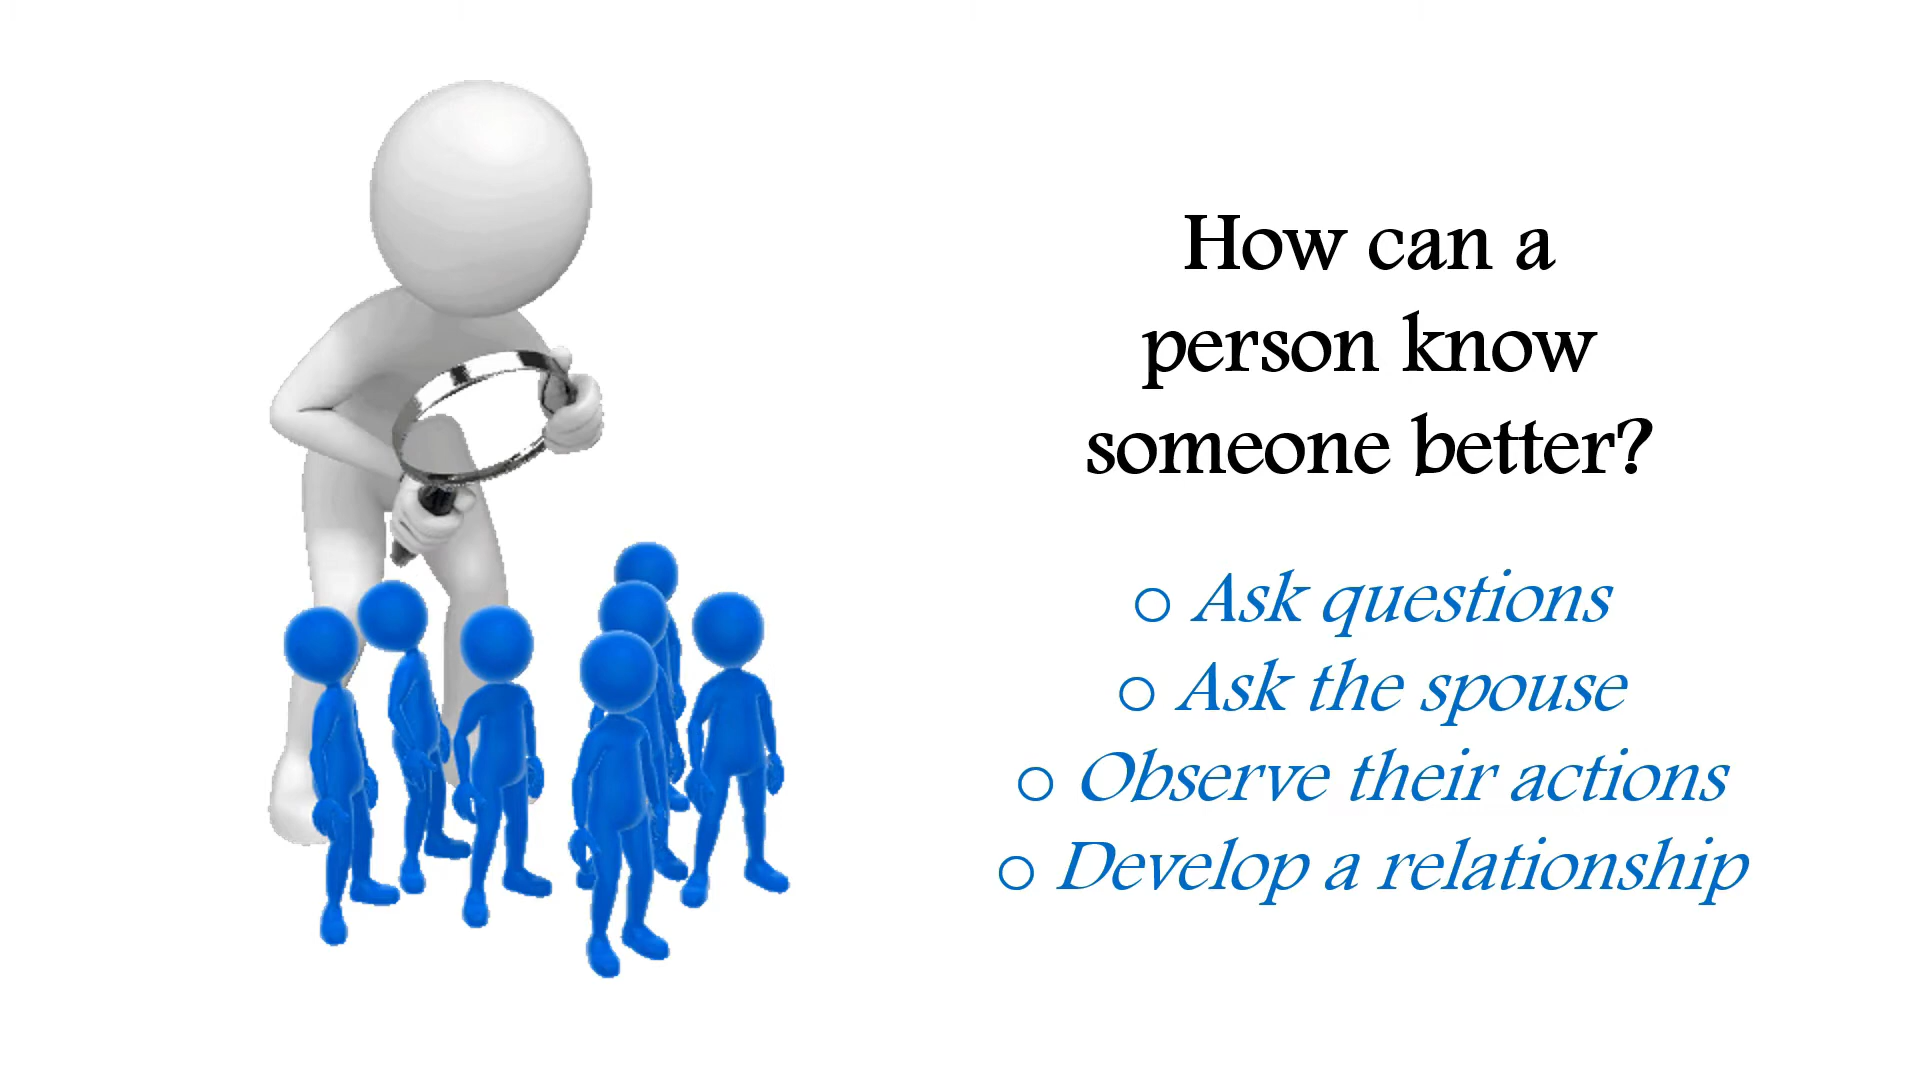 How can a
person know
someone better?
o Ask questions
o Ask the spouse
o Observe their actions
o Develop a relationship